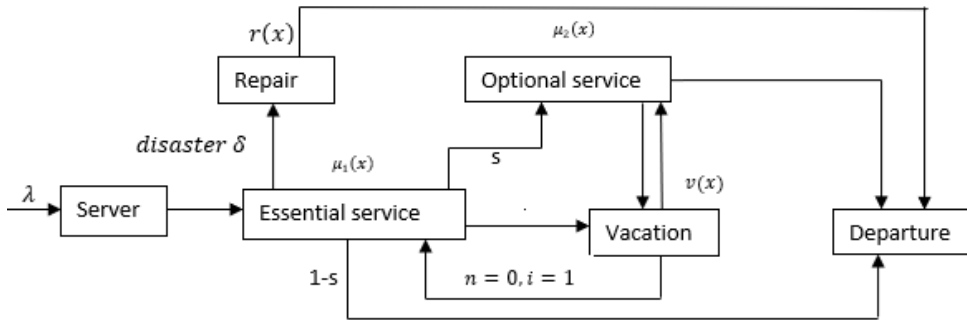 r(x)
μ₂(x)
Repair
Optional service
disaster δ
μ₁(x)
s
v(x)
λ
Server
Essential service
Vacation
Departure
1-s
n = 0, i = 1